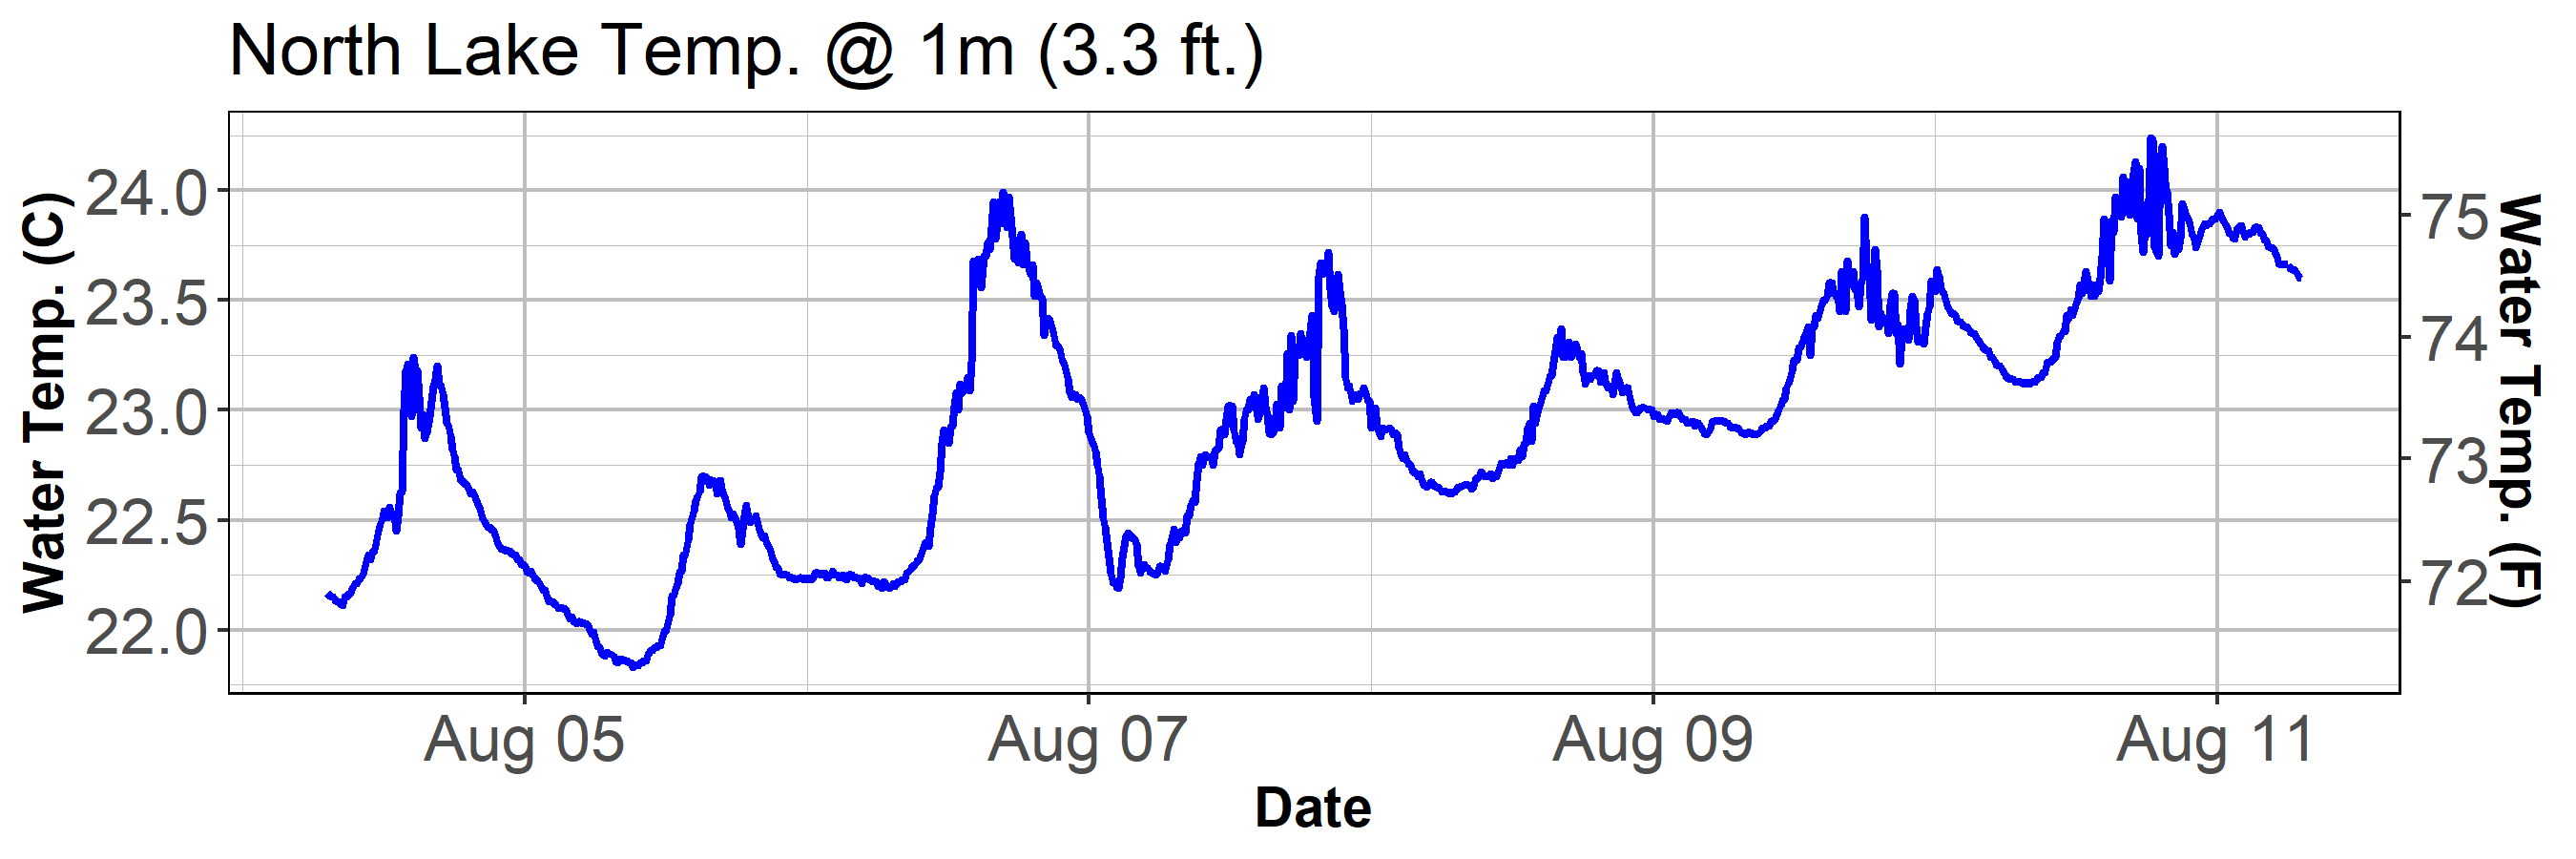 North Lake Temp. @ 1m (3.3 ft.)
Water Temp. (C)
24.0
23.5
23.0
22.5
22.0
75
74
73
72
Water Temp. (F)
Aug 05
Aug 07
Aug 09
Aug 11
Date